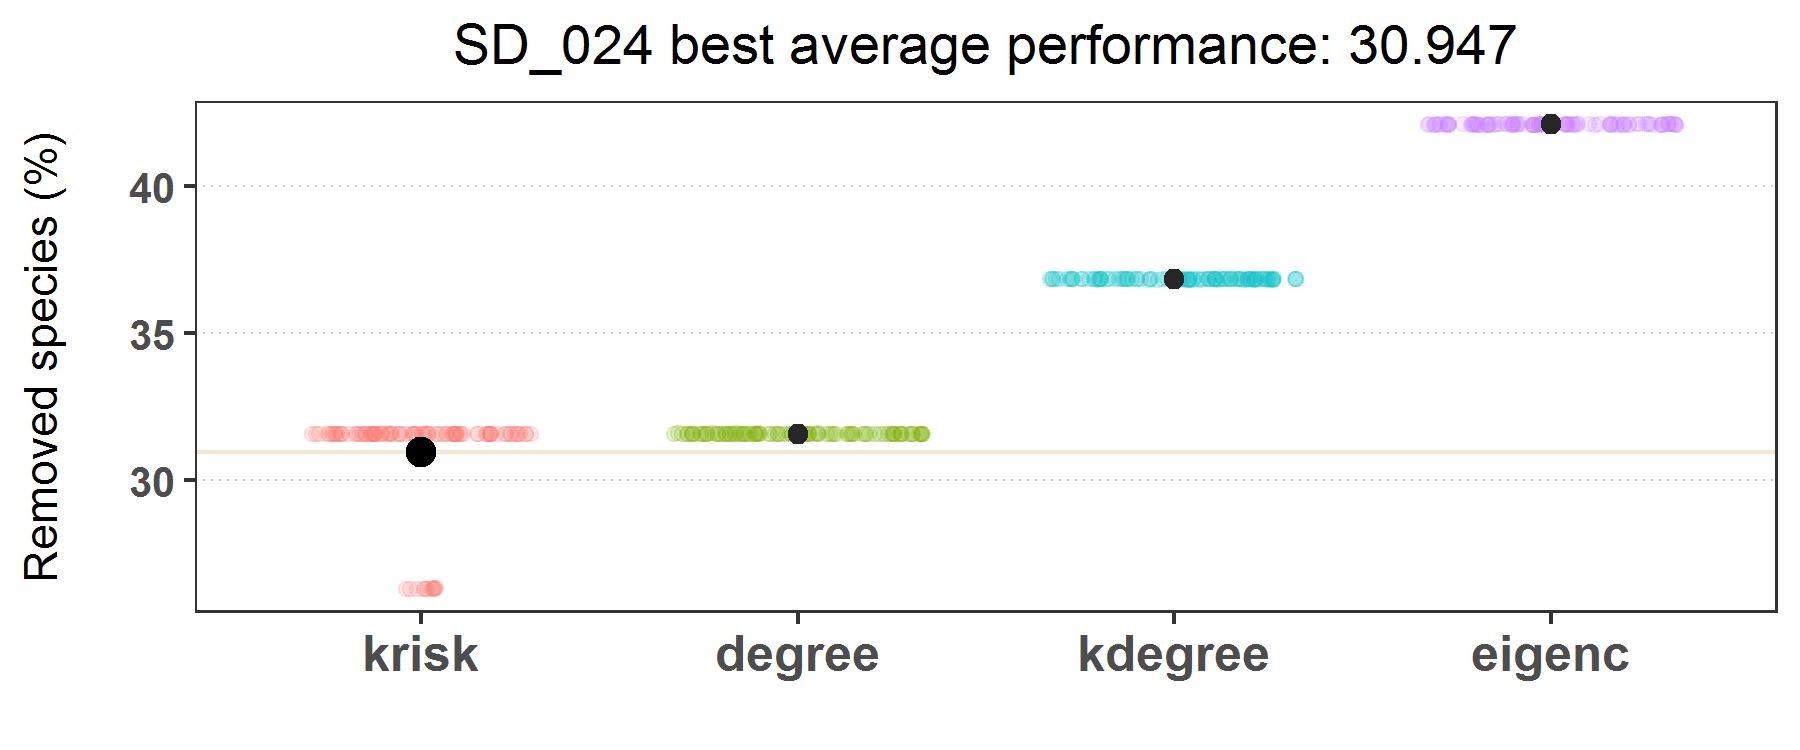 SD_024 best average performance: 30.947
Removed species (%)
40
35
30
krisk degree kdegree eigenc